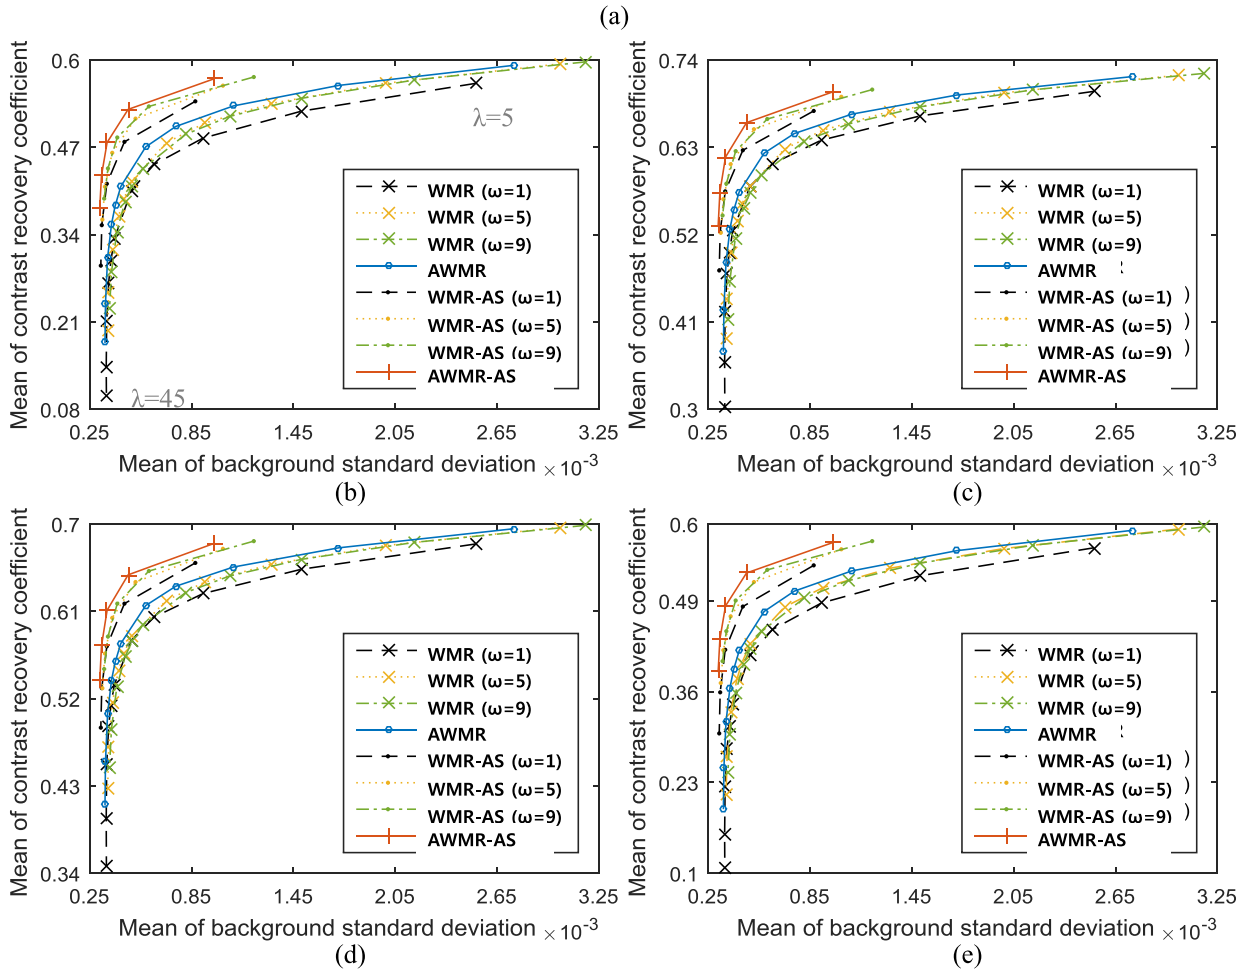 (a)
Mean of contrast recovery coefficient
0.6
0.47
0.34
0.21
0.08
λ=5
λ=45
WMR (ω=1)
WMR (ω=5)
WMR (ω=9)
AWMR
WMR-AS (ω=1)
WMR-AS (ω=5)
WMR-AS (ω=9)
AWMR-AS
0.25 0.85 1.45 2.05 2.65 3.25
Mean of background standard deviation ×10⁻³
(b)
Mean of contrast recovery coefficient
0.74
0.63
0.52
0.41
0.3
WMR (ω=1)
WMR (ω=5)
WMR (ω=9)
AWMR
WMR-AS (ω=1) )
WMR-AS (ω=5) )
WMR-AS (ω=9) )
AWMR-AS
0.25 0.85 1.45 2.05 2.65 3.25
Mean of background standard deviation ×10⁻³
(c)
Mean of contrast recovery coefficient
0.7
0.61
0.52
0.43
0.34
WMR (ω=1)
WMR (ω=5)
WMR (ω=9)
AWMR
WMR-AS (ω=1)
WMR-AS (ω=5)
WMR-AS (ω=9)
AWMR-AS
0.25 0.85 1.45 2.05 2.65 3.25
Mean of background standard deviation ×10⁻³
(d)
Mean of contrast recovery coefficient
0.6
0.49
0.36
0.23
0.1
WMR (ω=1)
WMR (ω=5)
WMR (ω=9)
AWMR
WMR-AS (ω=1) )
WMR-AS (ω=5) )
WMR-AS (ω=9) )
AWMR-AS
0.25 0.85 1.45 2.05 2.65 3.25
Mean of background standard deviation ×10⁻³
(e)